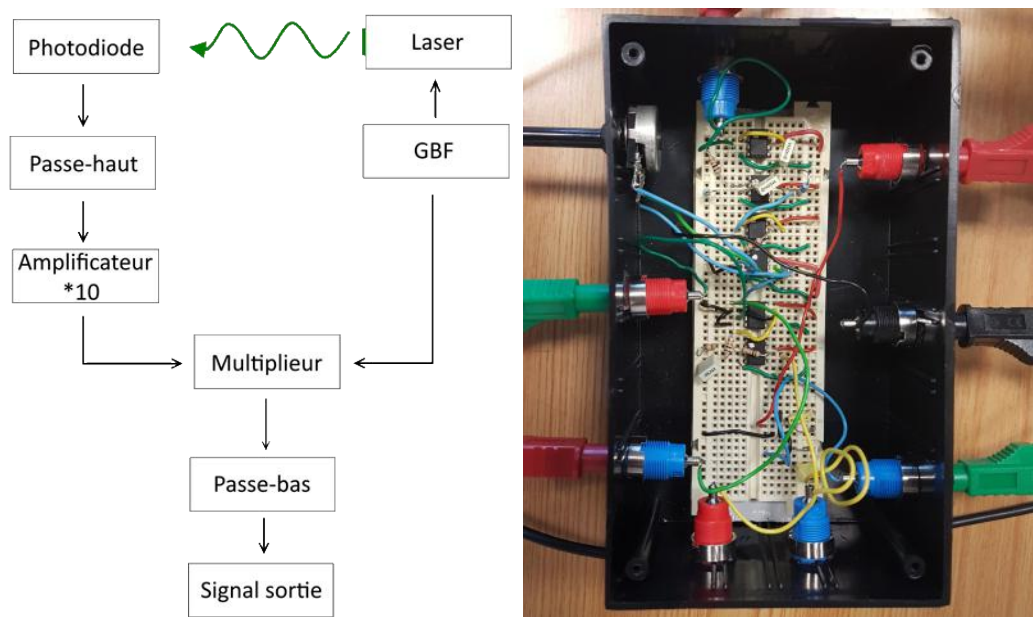 Photodiode
Laser
Passe-haut
GBF
Amplificateur
*10
Multiplieur
Passe-bas
Signal sortie